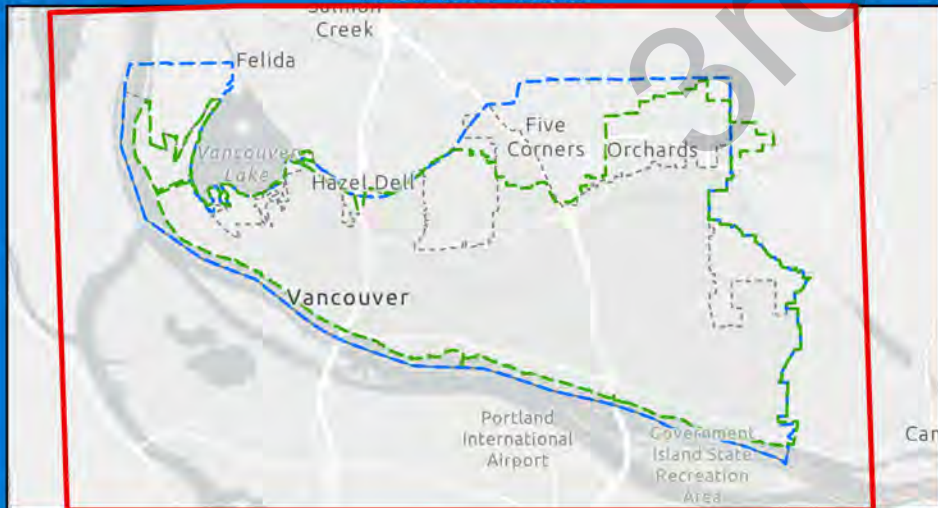 Salmon
Creek
Felida
Five
Corners
Orchards
Vancouver
Lake
Hazel Dell
Vancouver
Portland
International
Airport
Government
Island State
Recreation
Area
3rd